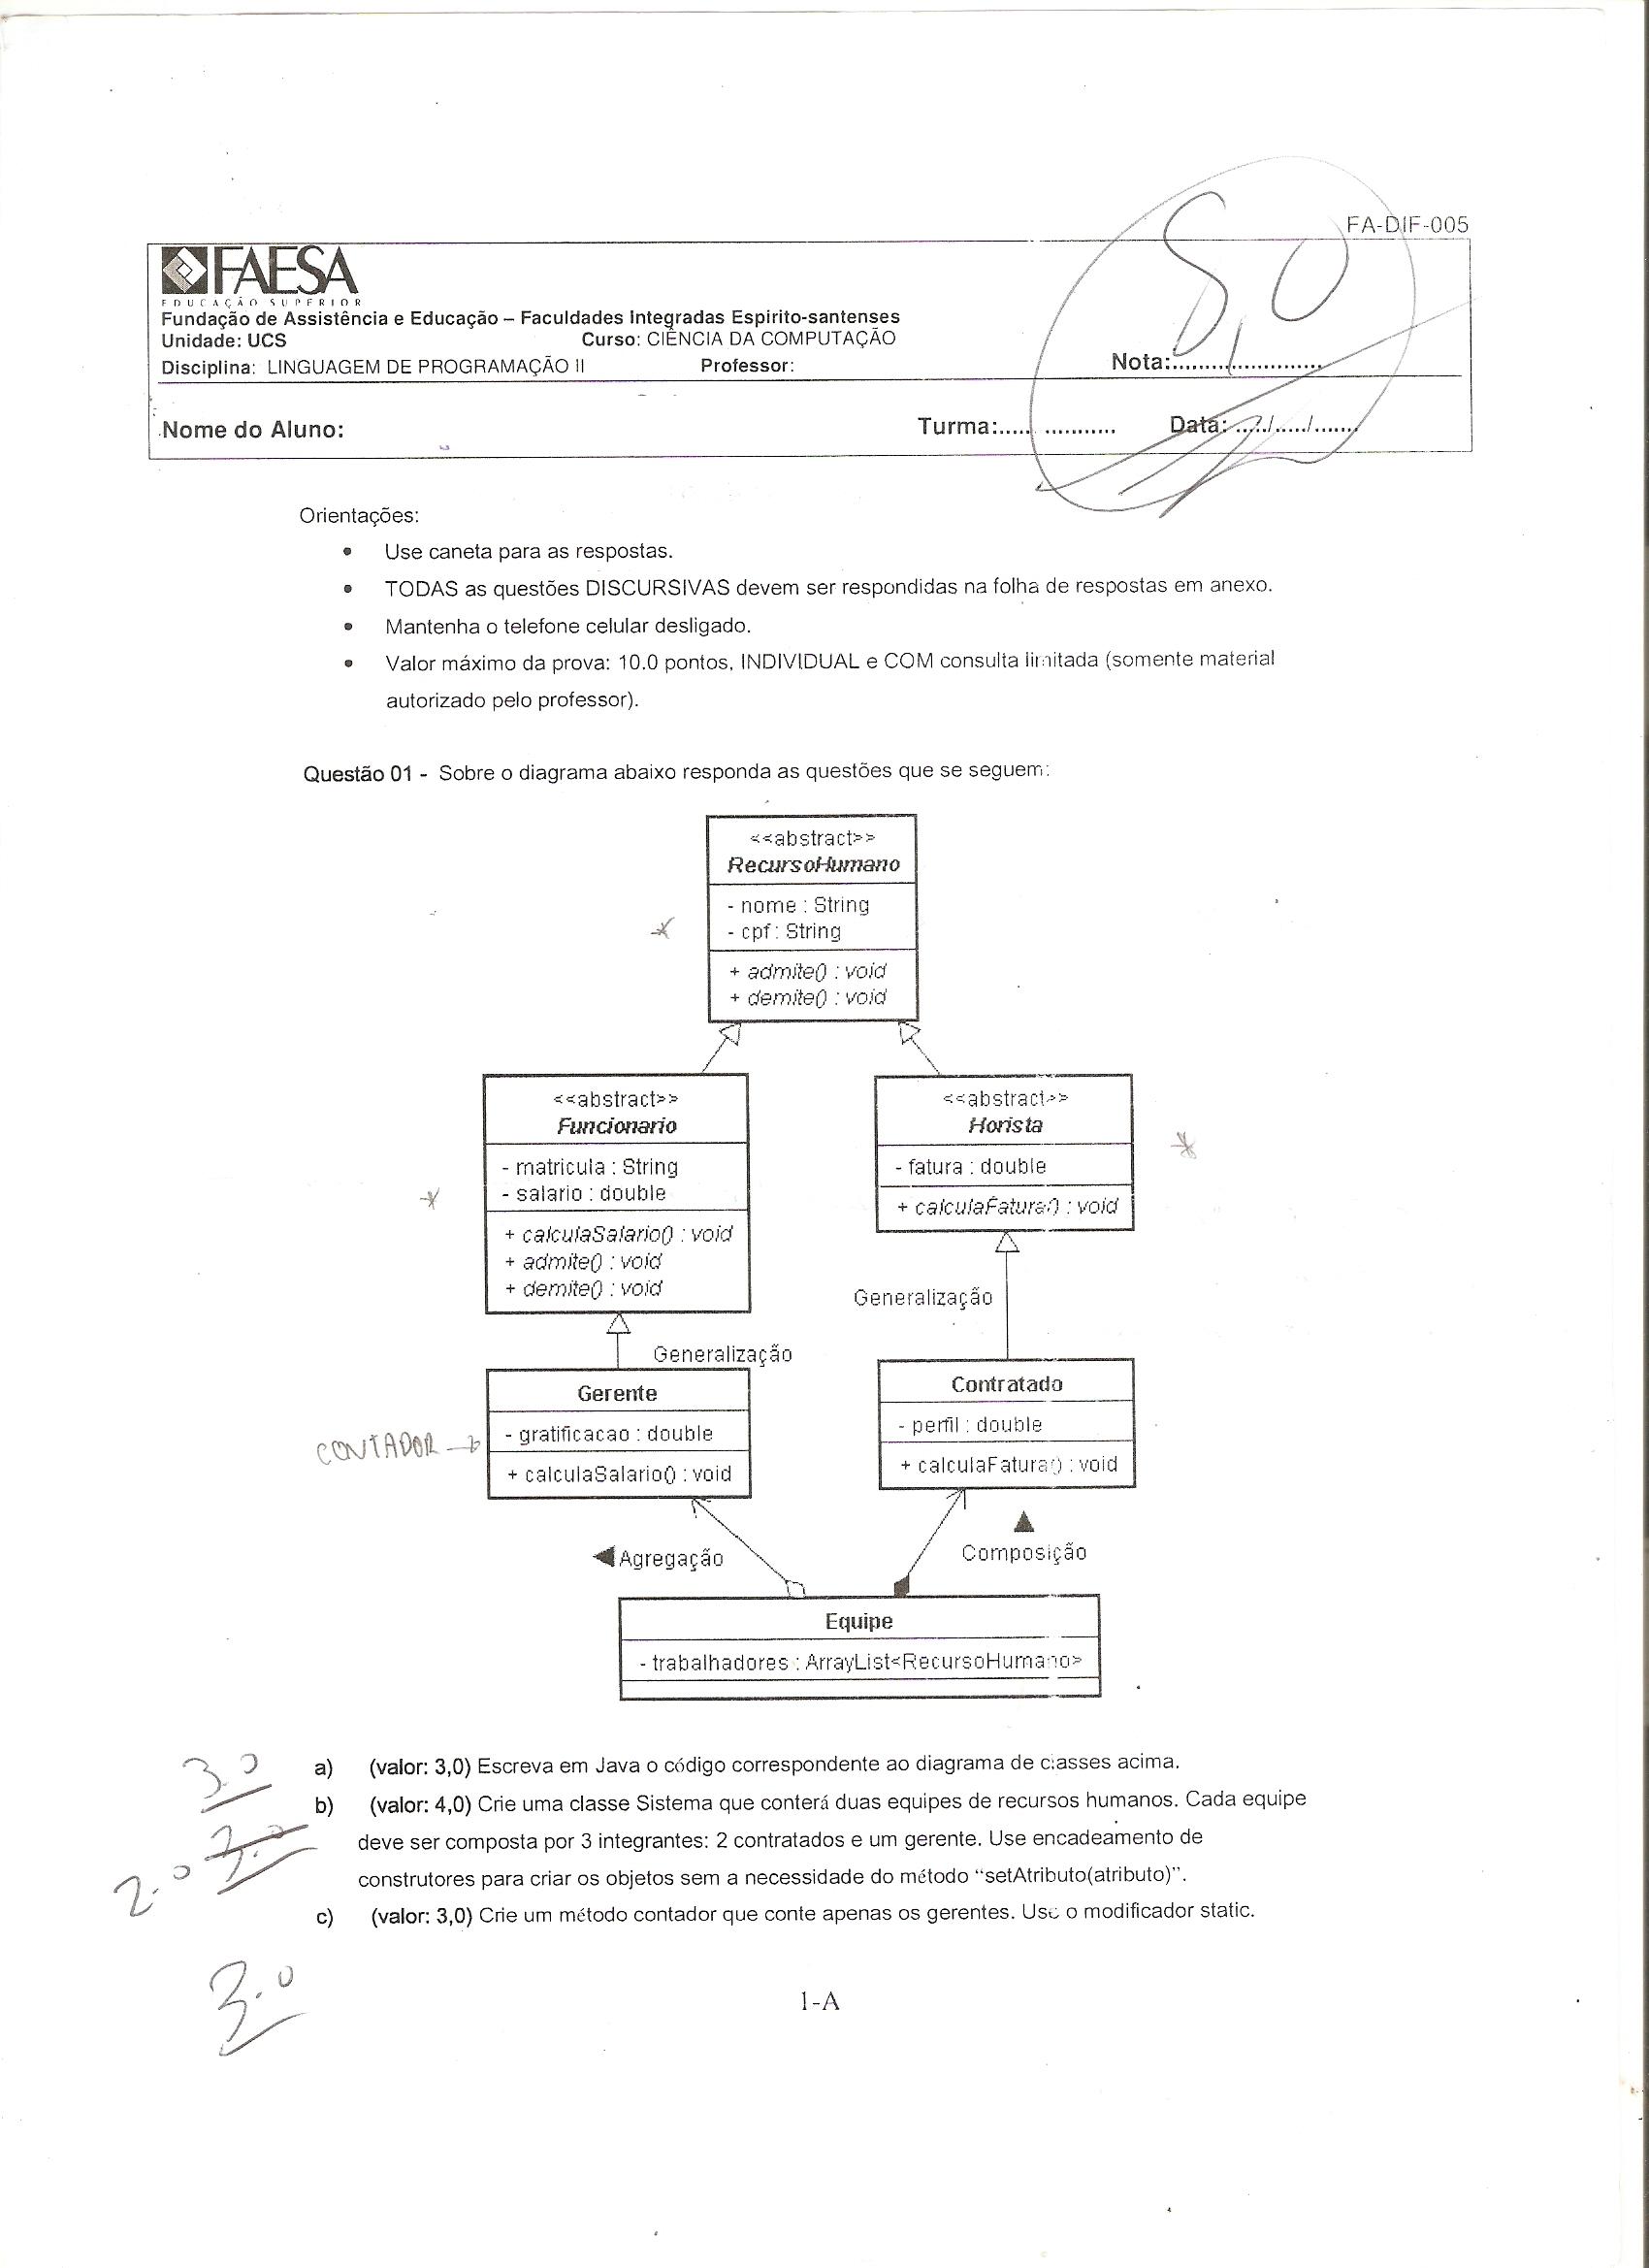 FA-DIF-005
FAESA
EDUCAÇÃO SUPERIOR
Fundação de Assistência e Educação – Faculdades Integradas Espirito-santenses
Unidade: UCS Curso: CIÊNCIA DA COMPUTAÇÃO
Disciplina: LINGUAGEM DE PROGRAMAÇÃO II Professor: Nota:........................
Nome do Aluno: Turma:...... ........... Data: ...../...../.......
Orientações:
• Use caneta para as respostas.
• TODAS as questões DISCURSIVAS devem ser respondidas na folha de respostas em anexo.
• Mantenha o telefone celular desligado.
• Valor máximo da prova: 10.0 pontos, INDIVIDUAL e COM consulta limitada (somente material
autorizado pelo professor).
Questão 01 - Sobre o diagrama abaixo responda as questões que se seguem:
<<abstract>>
RecursoHumano
- nome : String
- cpf : String
+ admite() : void
+ demite() : void
<<abstract>>
Funcionario
- matricula : String
- salario : double
+ calculaSalario() : void
+ admite() : void
+ demite() : void
<<abstract>>
Horista
- fatura : double
+ calculaFatura() : void
Generalização
Generalização
Gerente
- gratificacao : double
+ calculaSalario() : void
CONTADOR
Contratado
- perfil : double
+ calculaFatura() : void
Agregação
Composição
Equipe
- trabalhadores : ArrayList<RecursoHumano>
3.0
a) (valor: 3,0) Escreva em Java o código correspondente ao diagrama de classes acima.
b) (valor: 4,0) Crie uma classe Sistema que conterá duas equipes de recursos humanos. Cada equipe
deve ser composta por 3 integrantes: 2 contratados e um gerente. Use encadeamento de
construtores para criar os objetos sem a necessidade do método “setAtributo(atributo)”.
2.0 3.0
c) (valor: 3,0) Crie um método contador que conte apenas os gerentes. Use o modificador static.
3.0
1-A